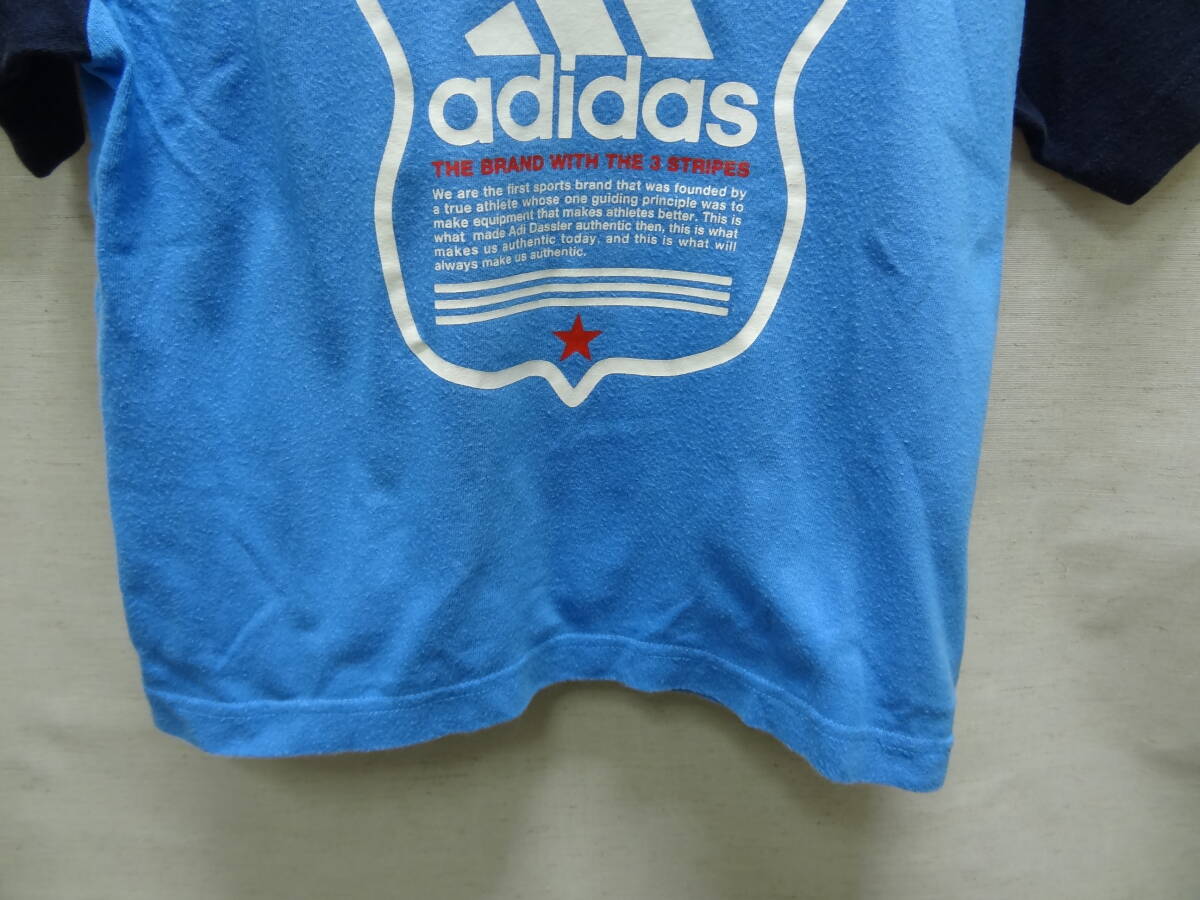 adidas
THE BRAND WITH THE 3 STRIPES
We are the first sports brand that was founded by
a true athlete whose one guiding principle was to
make equipment that makes athletes better. This is
what made Adi Dassler authentic then, this is what
makes us authentic today, and this is what will
always make us authentic.